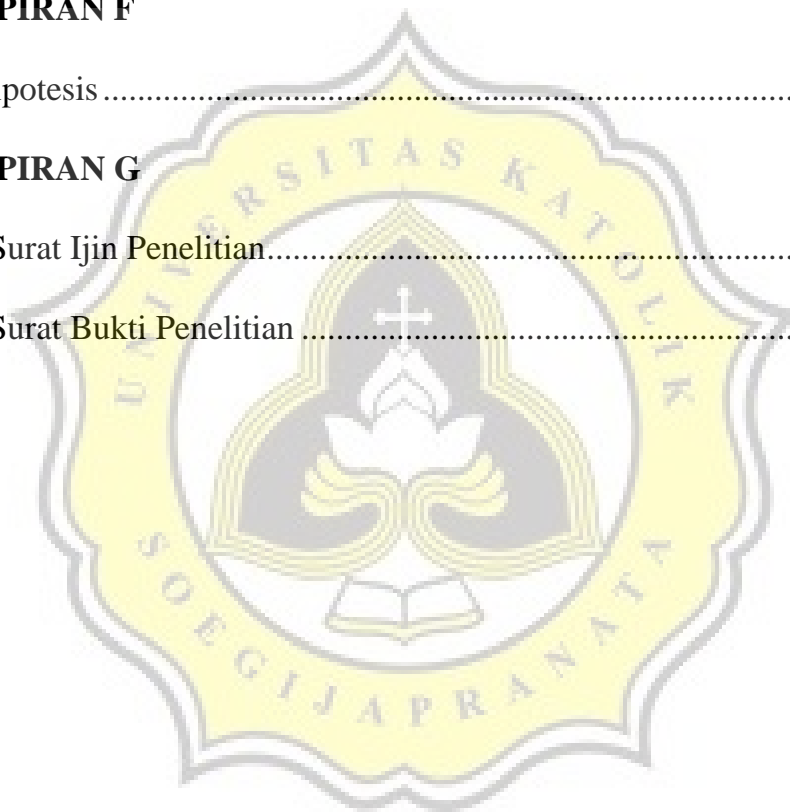 PIRAN F
potesis ................................................................................
PIRAN G
Surat Ijin Penelitian.............................................................
Surat Bukti Penelitian .........................................................
UNIVERSITAS KATOLIK
SOEGIJAPRANATA